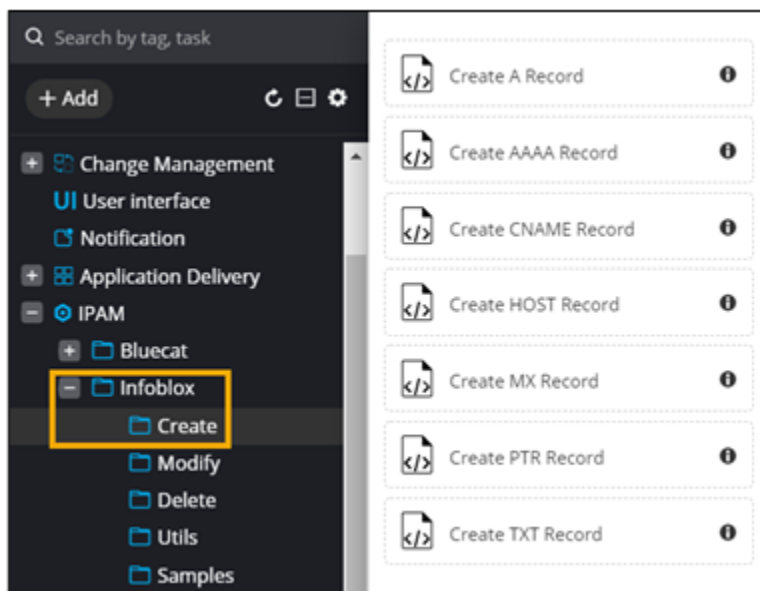 Search by tag, task
+ Add
Change Management
UI User interface
Notification
Application Delivery
IPAM
Bluecat
Infoblox
Create
Modify
Delete
Utils
Samples
Create A Record
Create AAAA Record
Create CNAME Record
Create HOST Record
Create MX Record
Create PTR Record
Create TXT Record